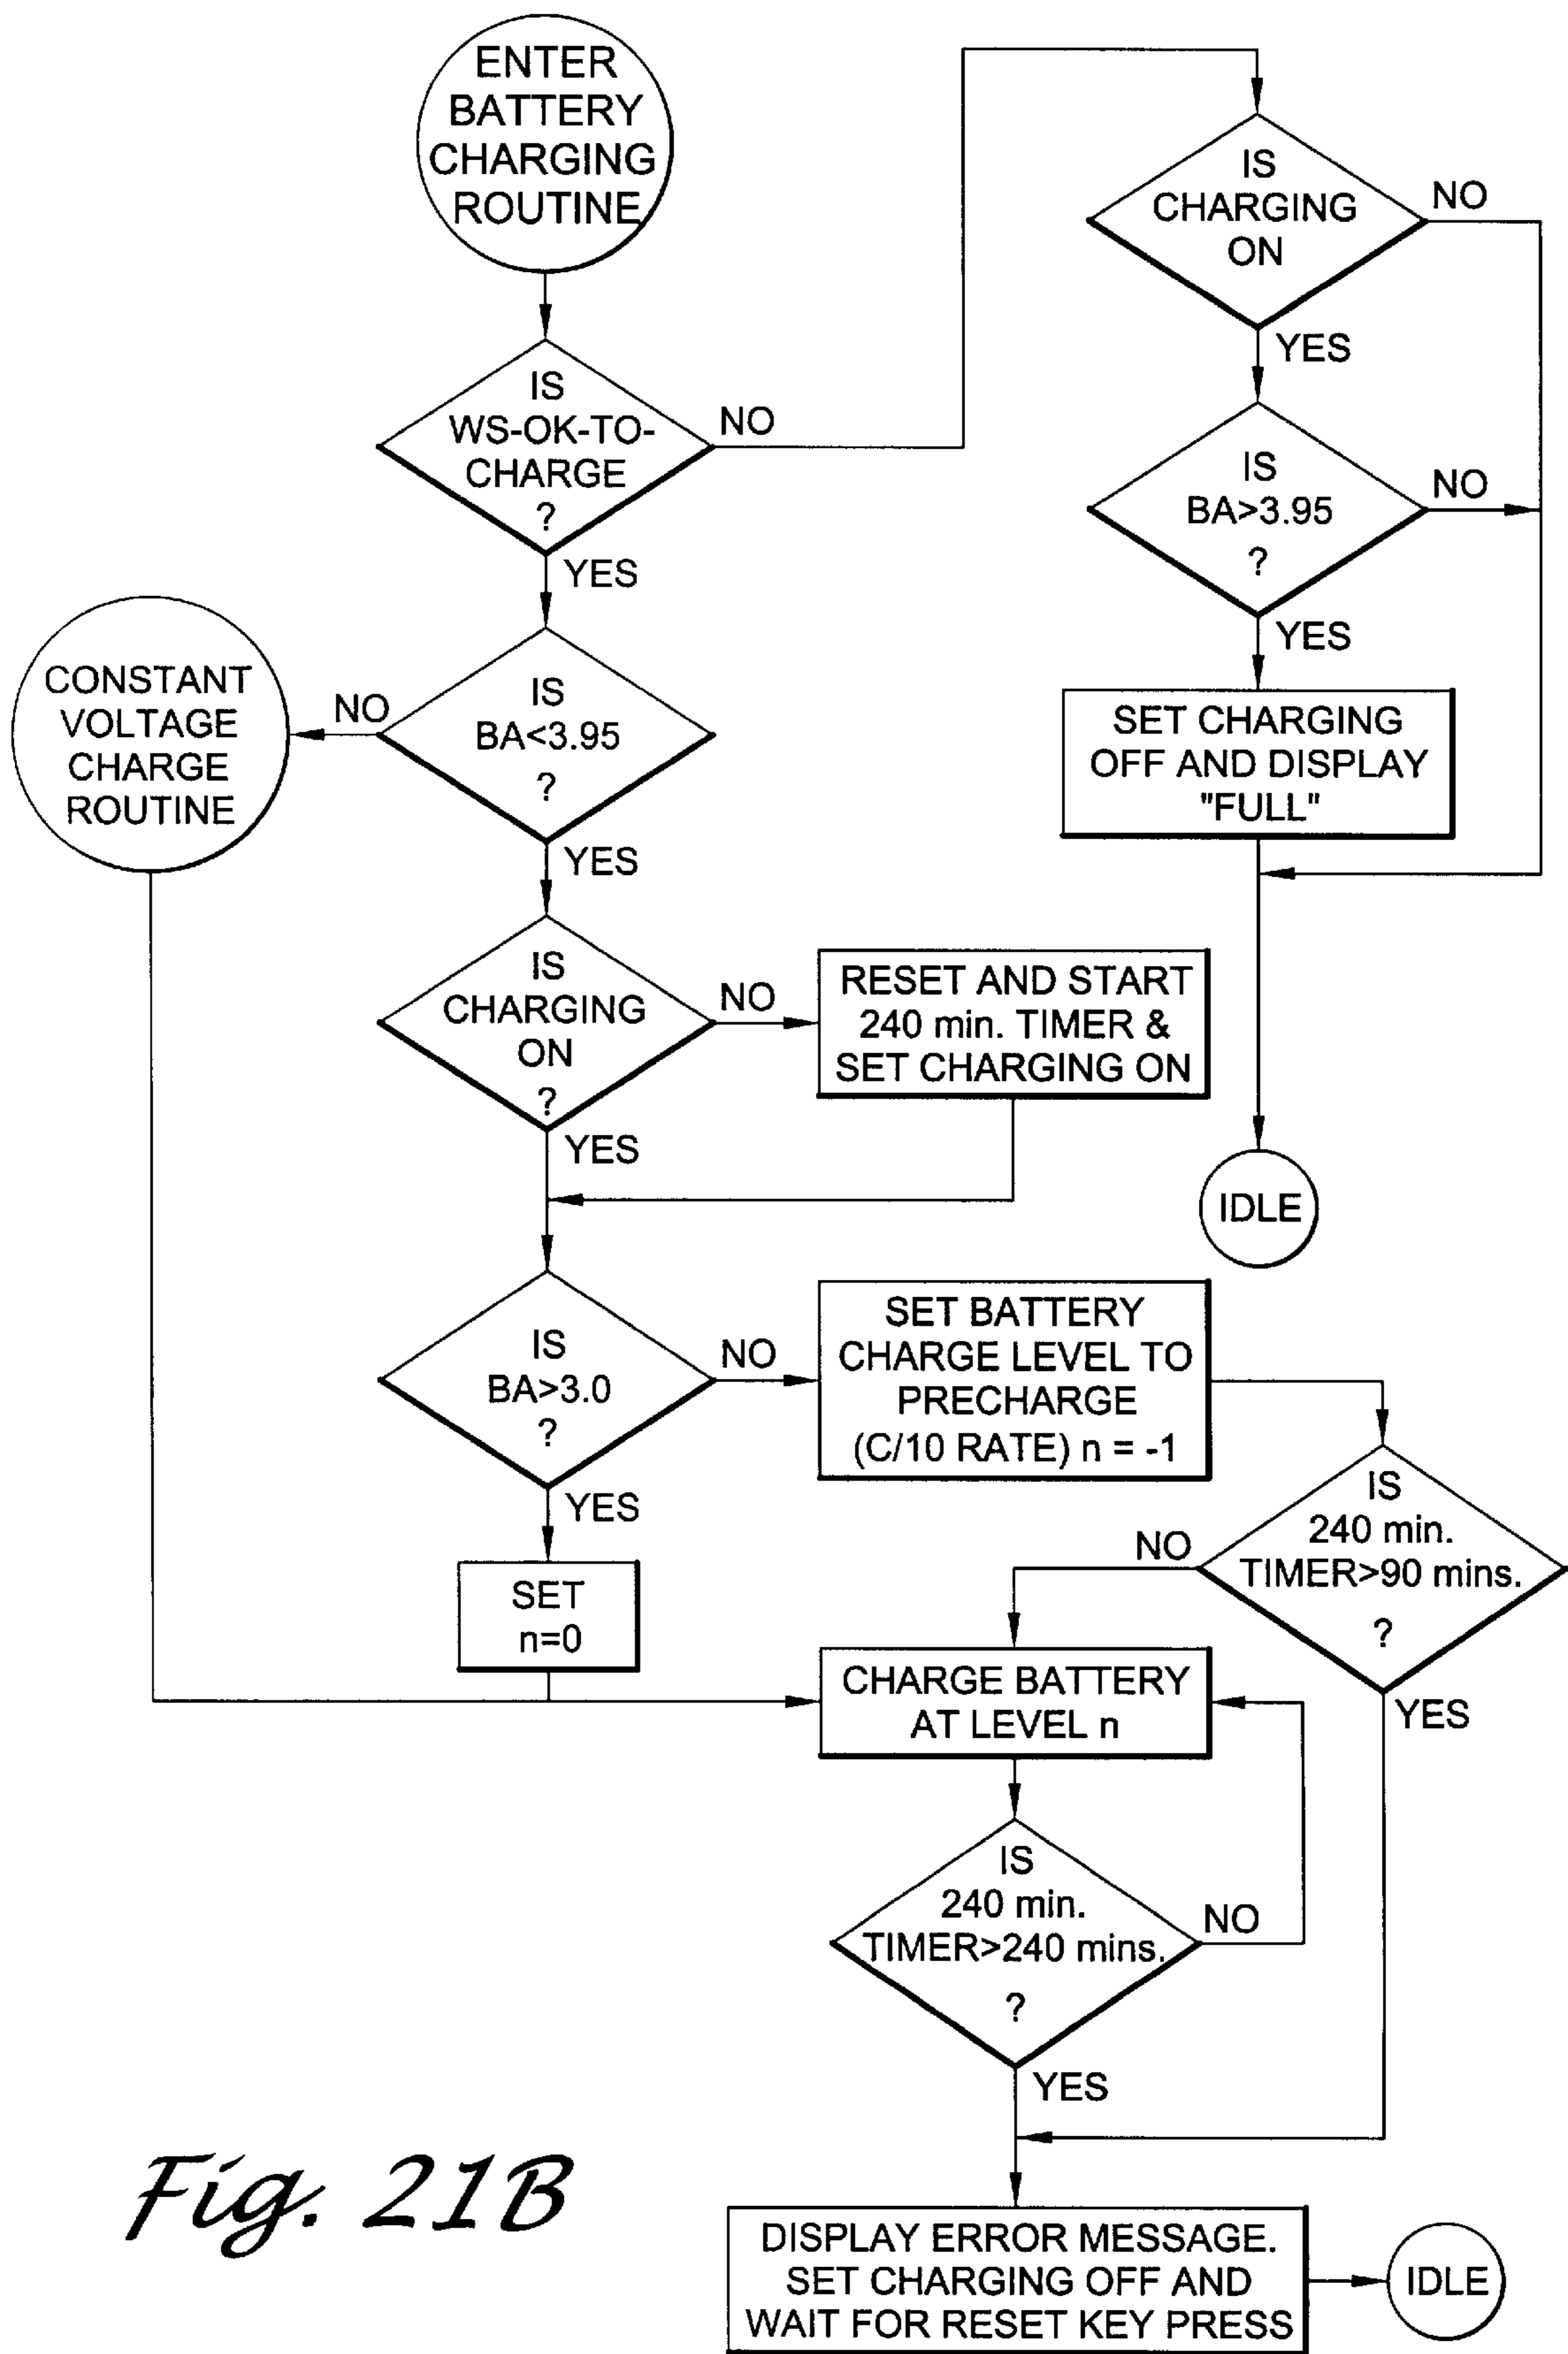 ENTER
BATTERY
CHARGING
ROUTINE
IS
WS-OK-TO-
CHARGE
?
NO
YES
IS
CHARGING
ON
NO
YES
IS
BA>3.95
?
NO
YES
SET CHARGING
OFF AND DISPLAY
"FULL"
IDLE
CONSTANT
VOLTAGE
CHARGE
ROUTINE
NO
IS
BA<3.95
?
YES
IS
CHARGING
ON
?
NO
YES
RESET AND START
240 min. TIMER &
SET CHARGING ON
IS
BA>3.0
?
NO
YES
SET BATTERY
CHARGE LEVEL TO
PRECHARGE
(C/10 RATE) n = -1
IS
240 min.
TIMER>90 mins.
?
NO
YES
SET
n=0
CHARGE BATTERY
AT LEVEL n
IS
240 min.
TIMER>240 mins.
?
NO
YES
DISPLAY ERROR MESSAGE.
SET CHARGING OFF AND
WAIT FOR RESET KEY PRESS
IDLE
Fig. 21B